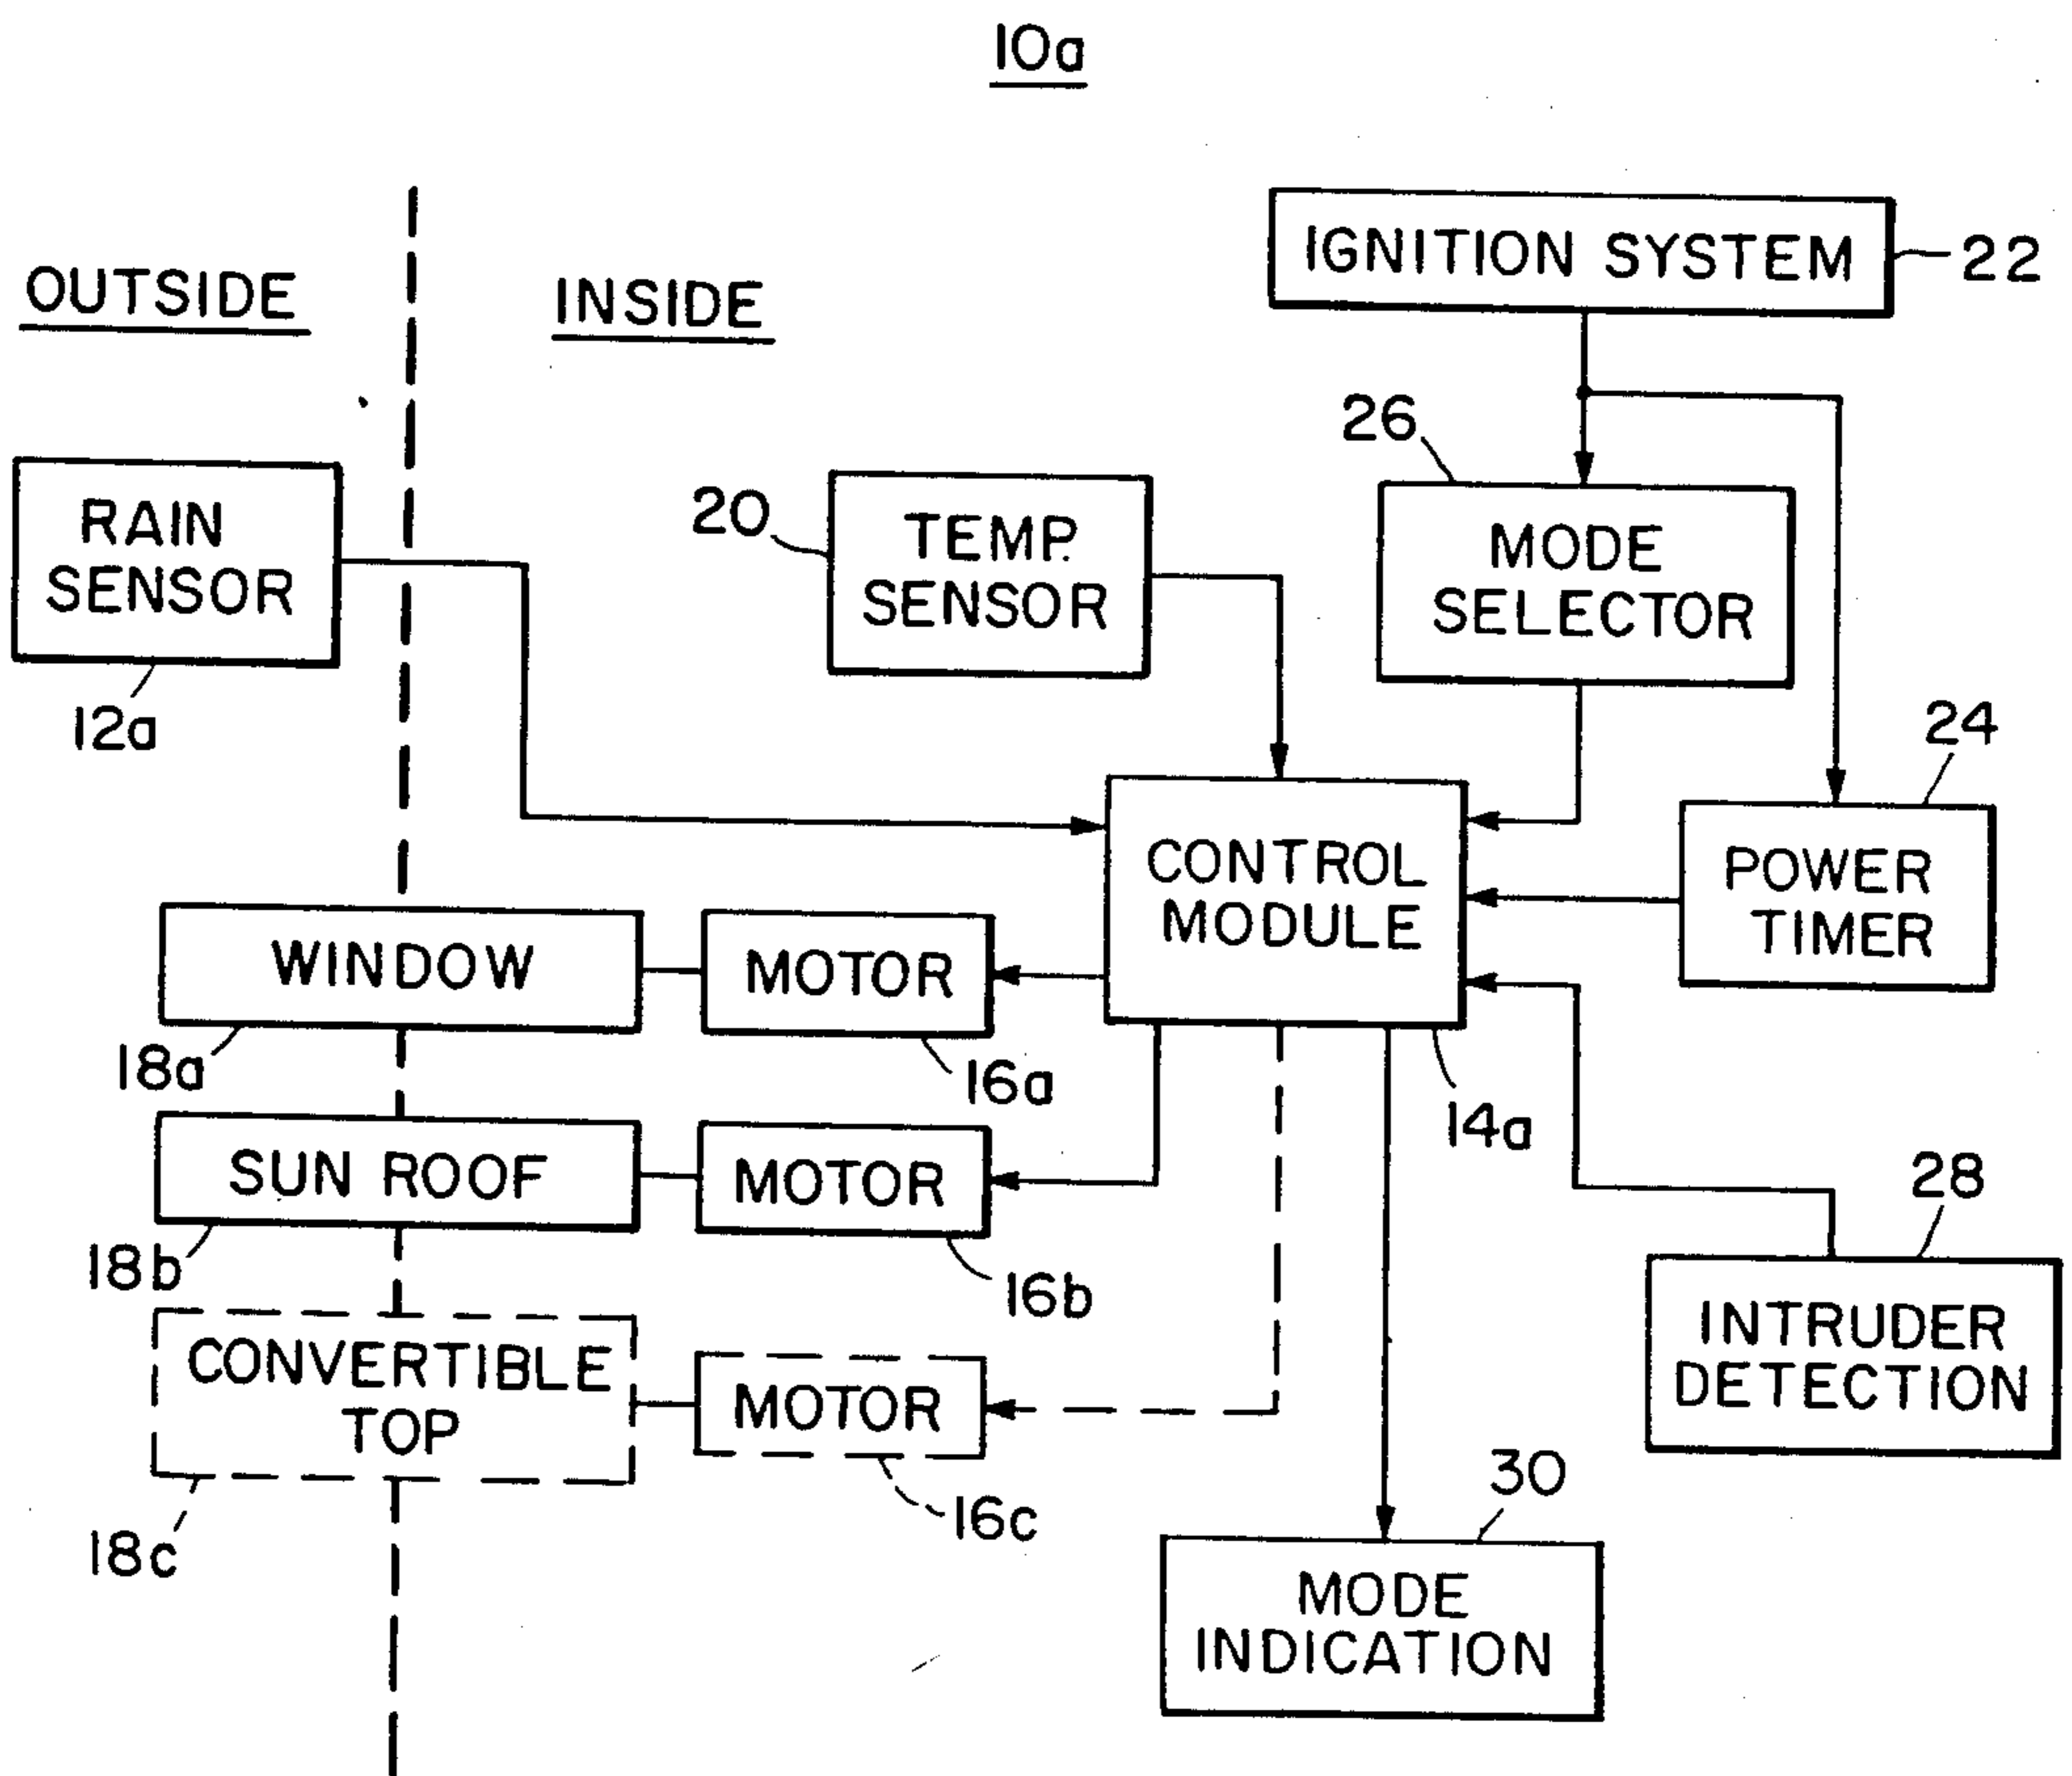 10a
OUTSIDE
INSIDE
IGNITION SYSTEM
22
RAIN
SENSOR
12a
20
TEMP.
SENSOR
26
MODE
SELECTOR
24
POWER
TIMER
CONTROL
MODULE
14a
WINDOW
18a
MOTOR
16a
SUN ROOF
18b
MOTOR
16b
CONVERTIBLE
TOP
18c
MOTOR
16c
28
INTRUDER
DETECTION
30
MODE
INDICATION